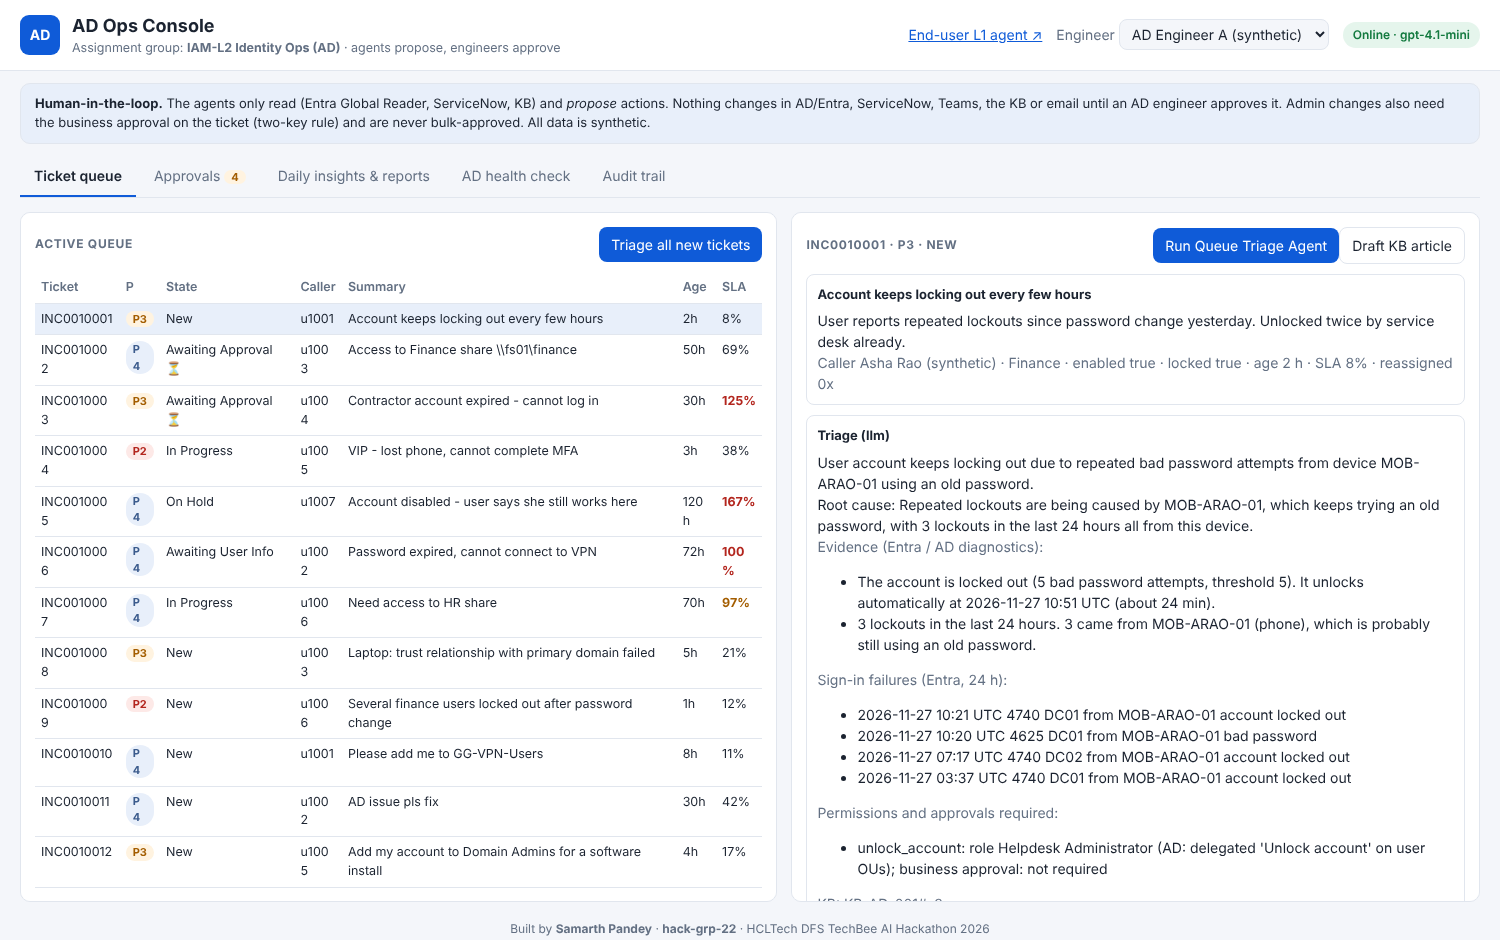 AD
AD Ops Console
Assignment group: IAM-L2 Identity Ops (AD) · agents propose, engineers approve
End-user L1 agent ↗
Engineer
AD Engineer A (synthetic)
Online · gpt-4.1-mini
Human-in-the-loop. The agents only read (Entra Global Reader, ServiceNow, KB) and propose actions. Nothing changes in AD/Entra, ServiceNow, Teams, the KB or email until an AD engineer approves it. Admin changes also need
the business approval on the ticket (two-key rule) and are never bulk-approved. All data is synthetic.
Ticket queue
Approvals 4
Daily insights & reports
AD health check
Audit trail
ACTIVE QUEUE
Triage all new tickets
Ticket P State Caller Summary Age SLA
INC0010001 P3 New u1001 Account keeps locking out every few hours 2h 8%
INC001000 P Awaiting Approval u100 Access to Finance share \\fs01\finance 50h 69%
2 4 ⏳ 3
INC001000 P3 Awaiting Approval u100 Contractor account expired - cannot log in 30h 125%
3 ⏳ 4
INC001000 P2 In Progress u100 VIP - lost phone, cannot complete MFA 3h 38%
4 5
INC001000 P On Hold u1007 Account disabled - user says she still works here 120 167%
5 4 h
INC001000 P Awaiting User Info u100 Password expired, cannot connect to VPN 72h 100
6 4 2 %
INC001000 P In Progress u100 Need access to HR share 70h 97%
7 4 6
INC001000 P3 New u100 Laptop: trust relationship with primary domain failed 5h 21%
8 3
INC001000 P2 New u100 Several finance users locked out after password 1h 12%
9 6 change
INC0010010 P New u1001 Please add me to GG-VPN-Users 8h 11%
4
INC0010011 P New u100 AD issue pls fix 30h 42%
4 2
INC0010012 P3 New u100 Add my account to Domain Admins for a software 4h 17%
5 install
INC0010001 · P3 · NEW
Run Queue Triage Agent
Draft KB article
Account keeps locking out every few hours
User reports repeated lockouts since password change yesterday. Unlocked twice by service
desk already.
Caller Asha Rao (synthetic) · Finance · enabled true · locked true · age 2 h · SLA 8% · reassigned
0x
Triage (llm)
User account keeps locking out due to repeated bad password attempts from device MOB-
ARAO-01 using an old password.
Root cause: Repeated lockouts are being caused by MOB-ARAO-01, which keeps trying an old
password, with 3 lockouts in the last 24 hours all from this device.
Evidence (Entra / AD diagnostics):
• The account is locked out (5 bad password attempts, threshold 5). It unlocks
automatically at 2026-11-27 10:51 UTC (about 24 min).
• 3 lockouts in the last 24 hours. 3 came from MOB-ARAO-01 (phone), which is probably
still using an old password.
Sign-in failures (Entra, 24 h):
• 2026-11-27 10:21 UTC 4740 DC01 from MOB-ARAO-01 account locked out
• 2026-11-27 10:20 UTC 4625 DC01 from MOB-ARAO-01 bad password
• 2026-11-27 07:17 UTC 4740 DC02 from MOB-ARAO-01 account locked out
• 2026-11-27 03:37 UTC 4740 DC01 from MOB-ARAO-01 account locked out
Permissions and approvals required:
• unlock_account: role Helpdesk Administrator (AD: delegated 'Unlock account' on user
OUs); business approval: not required
Built by Samarth Pandey · hack-grp-22 · HCLTech DFS TechBee AI Hackathon 2026